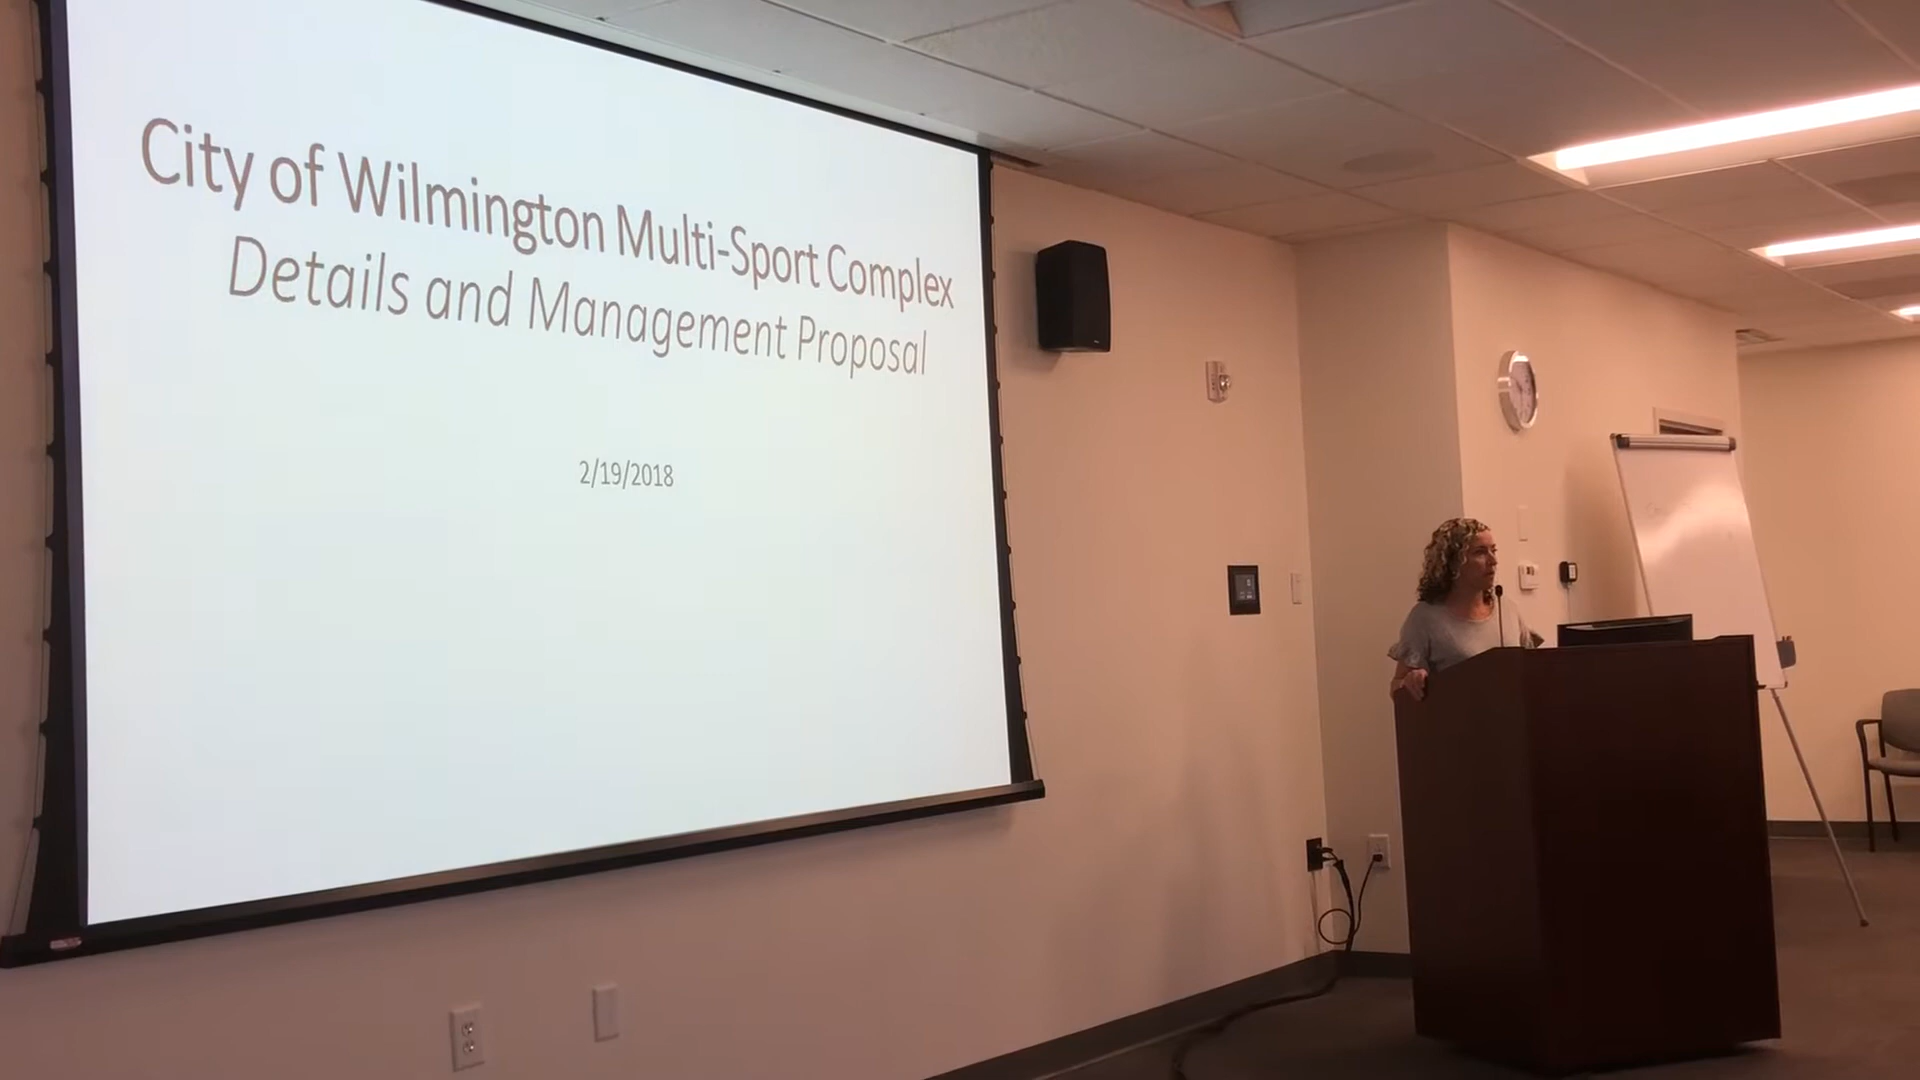 City of Wilmington Multi-Sport Complex
Details and Management Proposal
2/19/2018